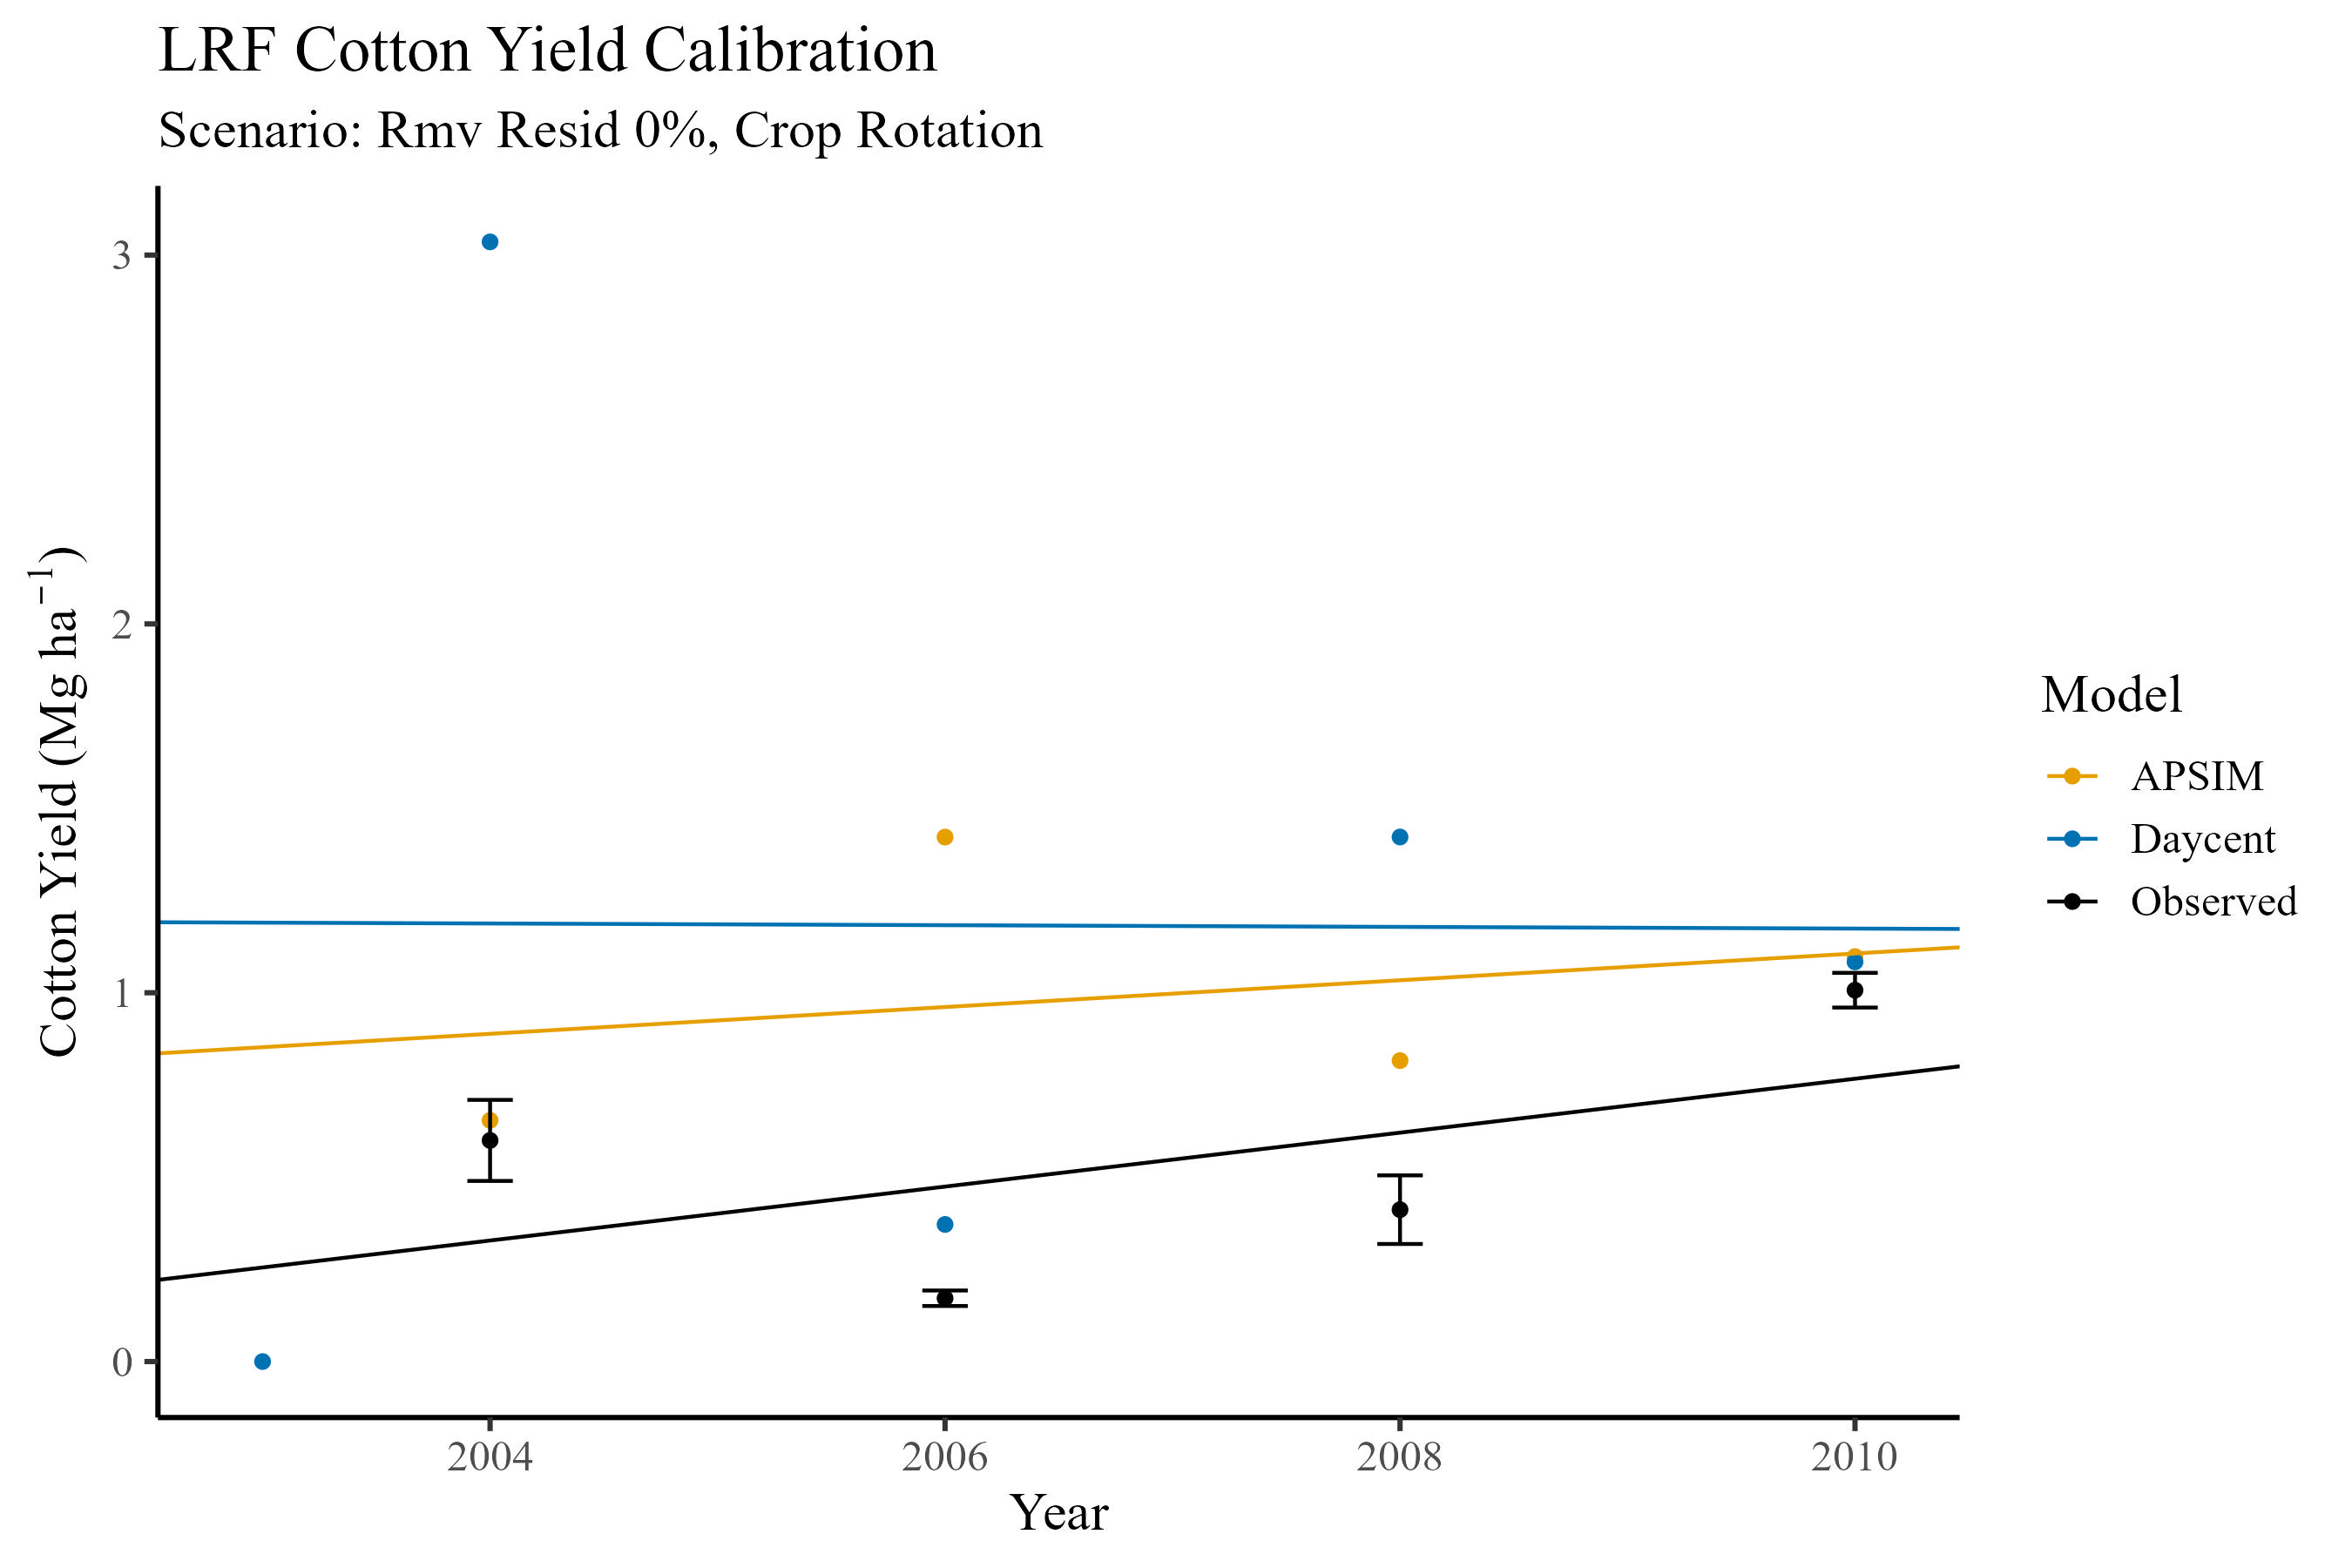 LRF Cotton Yield Calibration
Scenario: Rmv Resid 0%, Crop Rotation
Cotton Yield (Mg ha⁻¹)
3
2
1
0
2004 2006 2008 2010
Year
Model
APSIM
Daycent
Observed